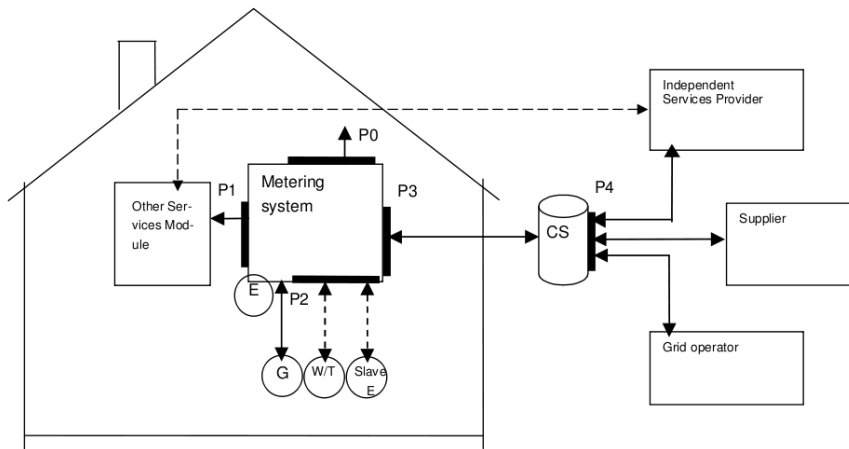 Independent
Services Provider
P0
P1
Metering
system
P3
P4
Other Ser-
vices Mod-
ule
CS
Supplier
E
P2
G
W/T
Slave
E
Grid operator